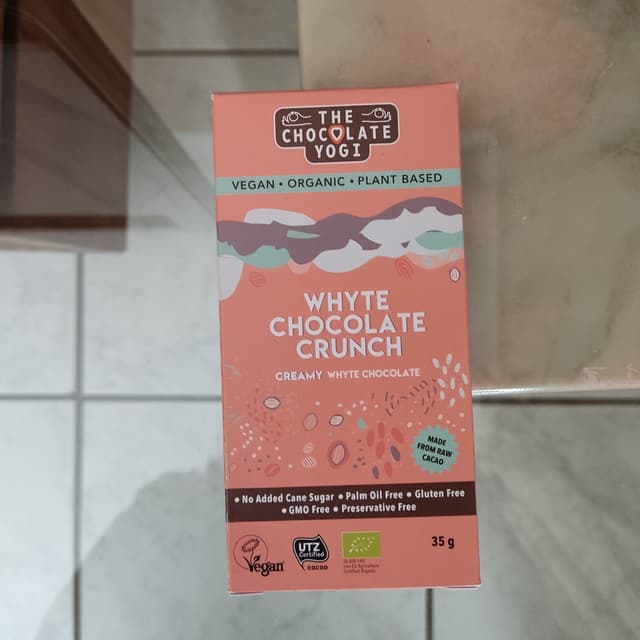 THE
CHOCOLATE
YOGI
VEGAN • ORGANIC • PLANT BASED
WHYTE
CHOCOLATE
CRUNCH
CREAMY WHYTE CHOCOLATE
MADE
FROM RAW
CACAO
• No Added Cane Sugar • Palm Oil Free • Gluten Free
• GMO Free • Preservative Free
Vegan
UTZ
Certified
cacao
35 g